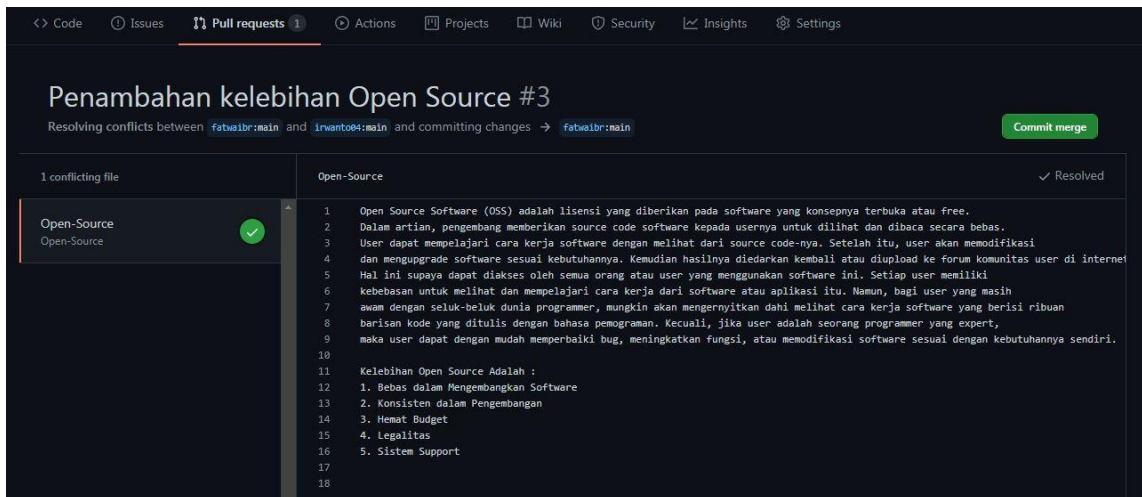 Code Issues Pull requests 1 Actions Projects Wiki Security Insights Settings
Penambahan kelebihan Open Source #3
Resolving conflicts between fatwaibr:main and irwanto04:main and committing changes → fatwaibr:main
Commit merge
1 conflicting file
Open-Source
Open-Source
Open-Source
Resolved
1 Open Source Software (OSS) adalah lisensi yang diberikan pada software yang konsepnya terbuka atau free.
2 Dalam artian, pengembang memberikan source code software kepada usernya untuk dilihat dan dibaca secara bebas.
3 User dapat mempelajari cara kerja software dengan melihat dari source code-nya. Setelah itu, user akan memodifikasi
4 dan mengupgrade software sesuai kebutuhannya. Kemudian hasilnya diedarkan kembali atau diupload ke forum komunitas user di internet
5 Hal ini supaya dapat diakses oleh semua orang atau user yang menggunakan software ini. Setiap user memiliki
6 kebebasan untuk melihat dan mempelajari cara kerja dari software atau aplikasi itu. Namun, bagi user yang masih
7 awam dengan seluk-beluk dunia programmer, mungkin akan mengernyitkan dahi melihat cara kerja software yang berisi ribuan
8 barisan kode yang ditulis dengan bahasa pemograman. Kecuali, jika user adalah seorang programmer yang expert,
9 maka user dapat dengan mudah memperbaiki bug, meningkatkan fungsi, atau memodifikasi software sesuai dengan kebutuhannya sendiri.
10
11 Kelebihan Open Source Adalah :
12 1. Bebas dalam Mengembangkan Software
13 2. Konsisten dalam Pengembangan
14 3. Hemat Budget
15 4. Legalitas
16 5. Sistem Support
17
18